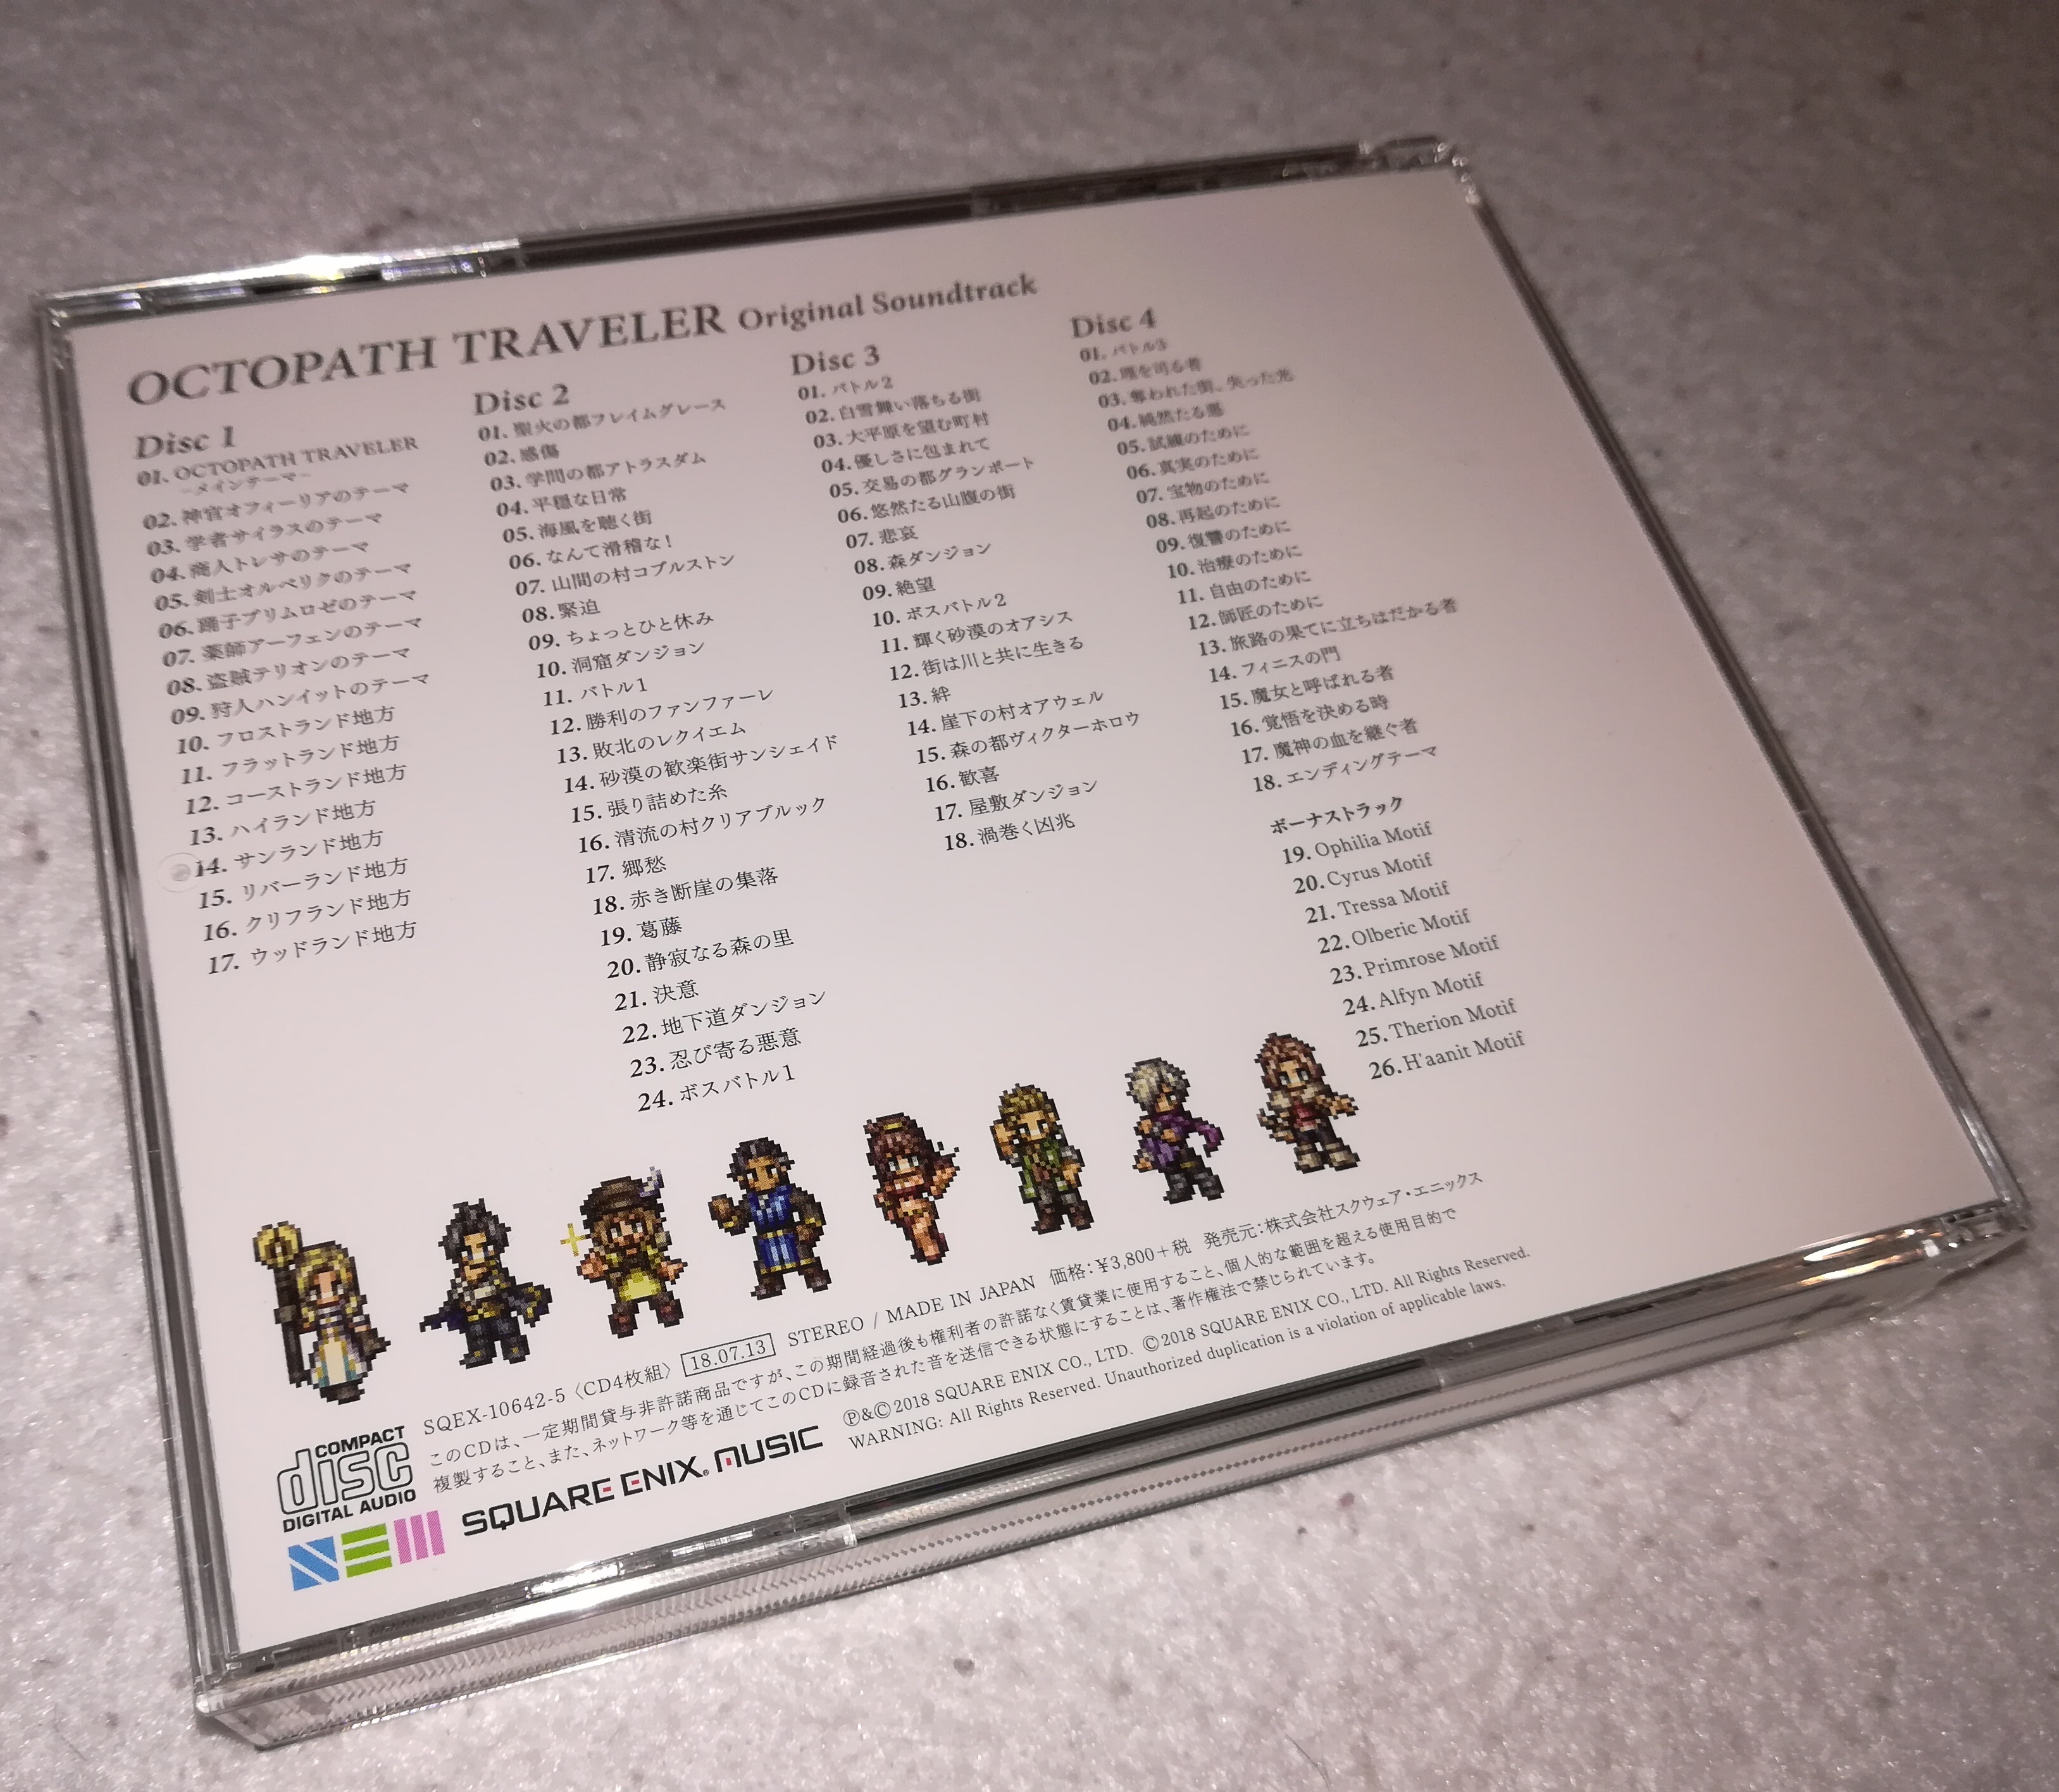 OCTOPATH TRAVELER Original Soundtrack
Disc 1
01. OCTOPATH TRAVELER
-メインテーマ-
02. 神官オフィーリアのテーマ
03. 学者サイラスのテーマ
04. 商人トレサのテーマ
05. 剣士オルベリクのテーマ
06. 踊子プリムロゼのテーマ
07. 薬師アーフェンのテーマ
08. 盗賊テリオンのテーマ
09. 狩人ハンイットのテーマ
10. フロストランド地方
11. フラットランド地方
12. コーストランド地方
13. ハイランド地方
14. サンランド地方
15. リバーランド地方
16. クリフランド地方
17. ウッドランド地方
Disc 2
01. 聖火の都フレイムグレース
02. 感傷
03. 学問の都アトラスダム
04. 平穏な日常
05. 海風を聴く街
06. なんて滑稽な!
07. 山間の村コブルストン
08. 緊迫
09. ちょっとひと休み
10. 洞窟ダンジョン
11. バトル1
12. 勝利のファンファーレ
13. 敗北のレクイエム
14. 砂漠の歓楽街サンシェイド
15. 張り詰めた糸
16. 清流の村クリアブルック
17. 郷愁
18. 赤き断崖の集落
19. 葛藤
20. 静寂なる森の里
21. 決意
22. 地下道ダンジョン
23. 忍び寄る悪意
24. ボスバトル1
Disc 3
01. バトル2
02. 白雪舞い落ちる街
03. 大平原を望む町村
04. 優しさに包まれて
05. 交易の都グランポート
06. 悠然たる山腹の街
07. 悲哀
08. 森ダンジョン
09. 絶望
10. ボスバトル2
11. 輝く砂漠のオアシス
12. 街は川と共に生きる
13. 絆
14. 崖下の村オアウェル
15. 森の都ヴィクターホロウ
16. 歓喜
17. 屋敷ダンジョン
18. 渦巻く凶兆
Disc 4
01. バトル3
02. 理を司る者
03. 奪われた街、失った光
04. 純然たる悪
05. 試練のために
06. 真実のために
07. 宝物のために
08. 再起のために
09. 復讐のために
10. 治療のために
11. 自由のために
12. 師匠のために
13. 旅路の果てに立ちはだかる者
14. フィニスの門
15. 魔女と呼ばれる者
16. 覚悟を決める時
17. 魔神の血を継ぐ者
18. エンディングテーマ
ボーナストラック
19. Ophilia Motif
20. Cyrus Motif
21. Tressa Motif
22. Olberic Motif
23. Primrose Motif
24. Alfyn Motif
25. Therion Motif
26. H'aanit Motif
COMPACT
disc
DIGITAL AUDIO
SQEX-10642-5〈CD4枚組〉 18.07.13 STEREO / MADE IN JAPAN 価格:¥3,800+税 発売元:株式会社スクウェア・エニックス
このCDは、一定期間貸与非許諾商品ですが、この期間経過後も権利者の許諾なく賃貸業に使用すること、個人的な範囲を超える使用目的で
複製すること、また、ネットワーク等を通じてこのCDに録音された音を送信できる状態にすることは、著作権法で禁じられています。
SEM SQUARE ENIX. MUSIC
Ⓟ&©2018 SQUARE ENIX CO., LTD. ©2018 SQUARE ENIX CO., LTD. All Rights Reserved.
WARNING: All Rights Reserved. Unauthorized duplication is a violation of applicable laws.